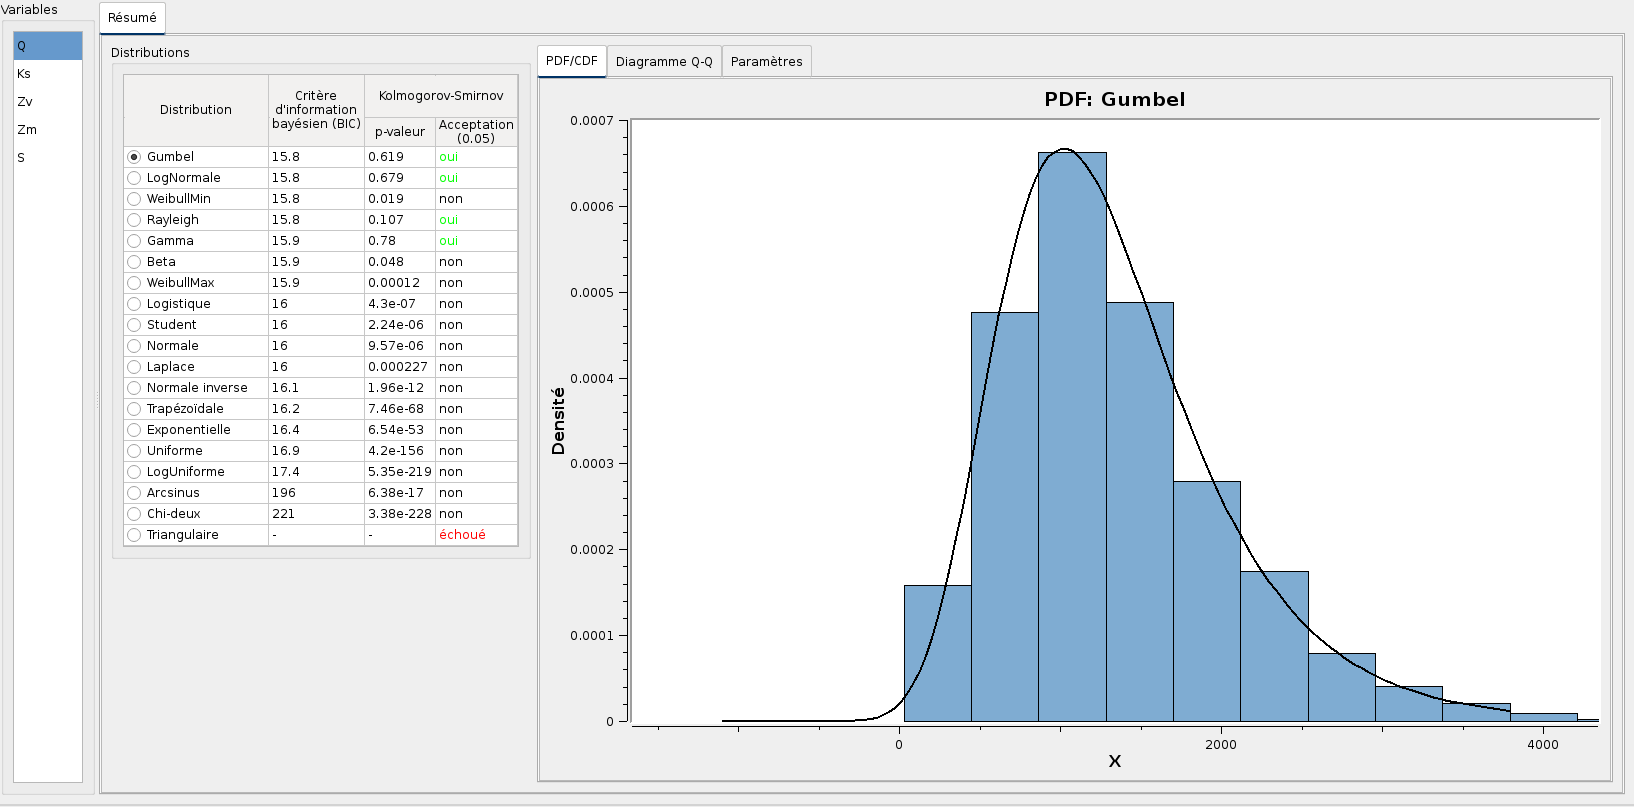 Variables
Q
Ks
Zv
Zm
S
Résumé
Distributions
Distribution
Critère
d'information
bayésien (BIC)
Kolmogorov-Smirnov
p-valeur
Acceptation
(0.05)
Gumbel 15.8 0.619 oui
LogNormale 15.8 0.679 oui
WeibullMin 15.8 0.019 non
Rayleigh 15.8 0.107 oui
Gamma 15.9 0.78 oui
Beta 15.9 0.048 non
WeibullMax 15.9 0.00012 non
Logistique 16 4.3e-07 non
Student 16 2.24e-06 non
Normale 16 9.57e-06 non
Laplace 16 0.000227 non
Normale inverse 16.1 1.96e-12 non
Trapézoïdale 16.2 7.46e-68 non
Exponentielle 16.4 6.54e-53 non
Uniforme 16.9 4.2e-156 non
LogUniforme 17.4 5.35e-219 non
Arcsinus 196 6.38e-17 non
Chi-deux 221 3.38e-228 non
Triangulaire - - échoué
PDF/CDF
Diagramme Q-Q
Paramètres
PDF: Gumbel
Densité
0.0007
0.0006
0.0005
0.0004
0.0003
0.0002
0.0001
0
0 2000 4000
X